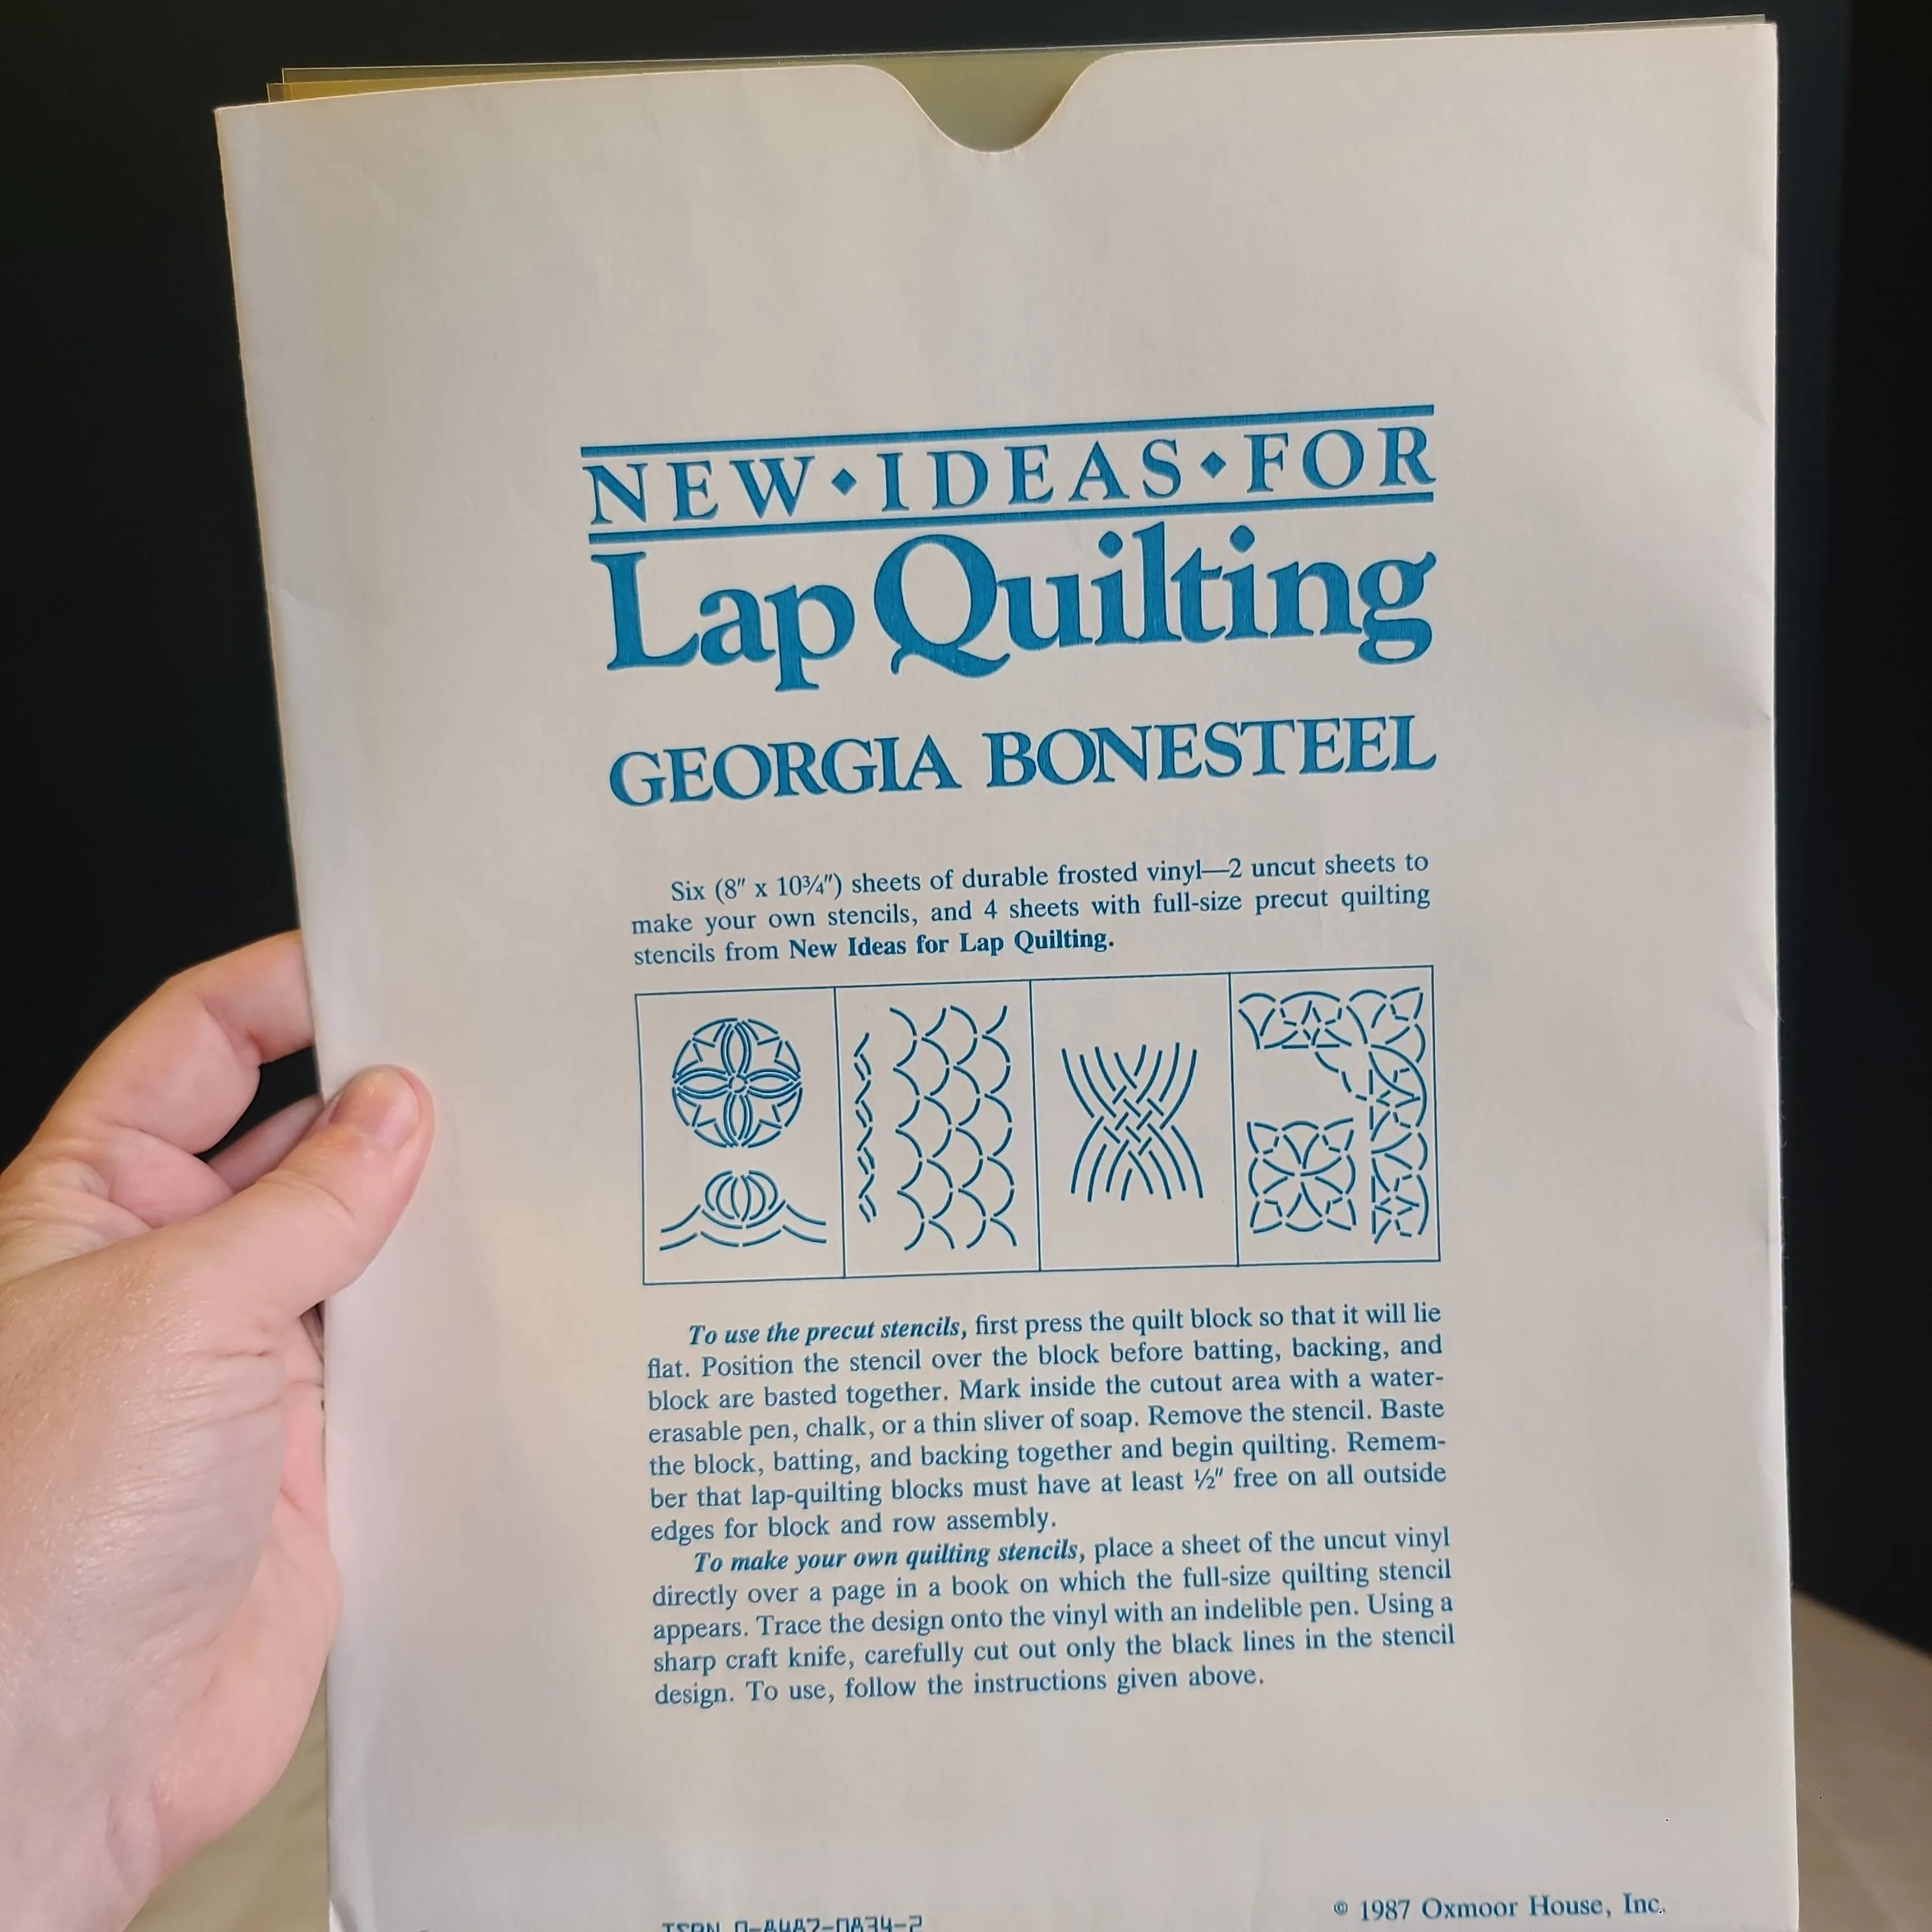 NEW • IDEAS • FOR
Lap Quilting
GEORGIA BONESTEEL
Six (8″ x 10¾″) sheets of durable frosted vinyl—2 uncut sheets to
make your own stencils, and 4 sheets with full-size precut quilting
stencils from New Ideas for Lap Quilting.
To use the precut stencils, first press the quilt block so that it will lie
flat. Position the stencil over the block before batting, backing, and
block are basted together. Mark inside the cutout area with a water-
erasable pen, chalk, or a thin sliver of soap. Remove the stencil. Baste
the block, batting, and backing together and begin quilting. Remem-
ber that lap-quilting blocks must have at least ½″ free on all outside
edges for block and row assembly.
To make your own quilting stencils, place a sheet of the uncut vinyl
directly over a page in a book on which the full-size quilting stencil
appears. Trace the design onto the vinyl with an indelible pen. Using a
sharp craft knife, carefully cut out only the black lines in the stencil
design. To use, follow the instructions given above.
ISBN
© 1987 Oxmoor House, Inc.